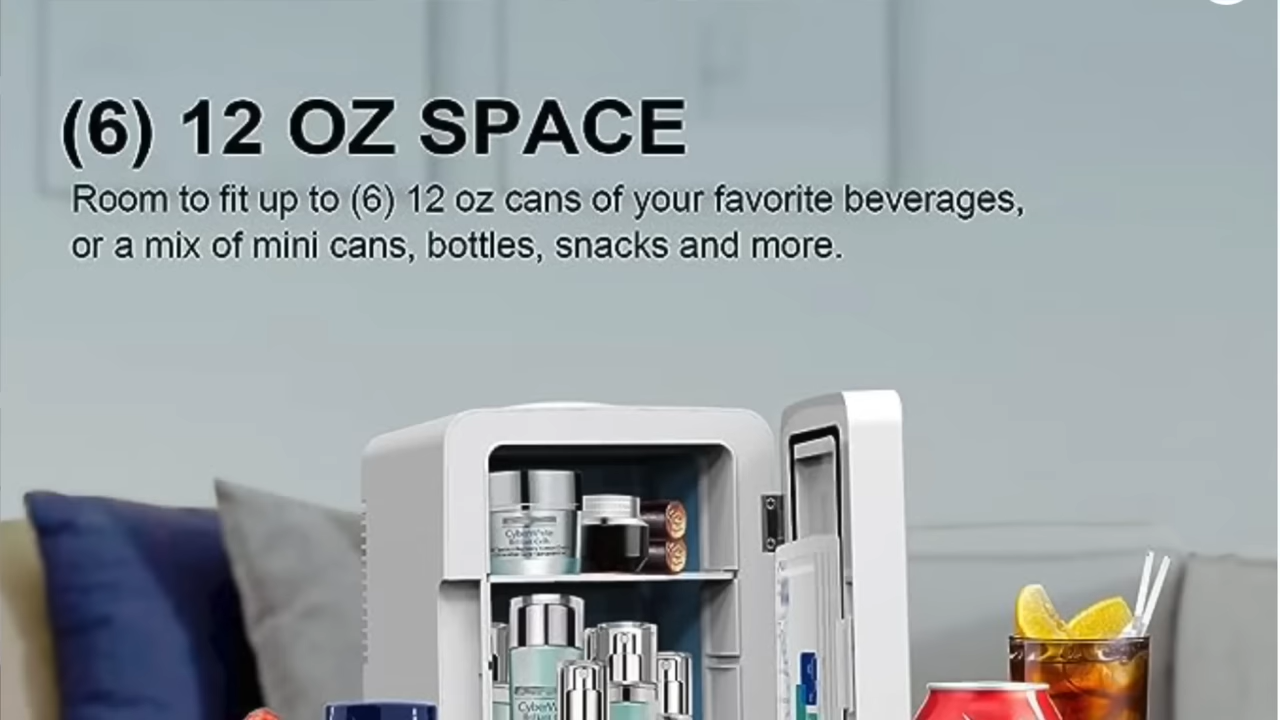 (6) 12 OZ SPACE
Room to fit up to (6) 12 oz cans of your favorite beverages,
or a mix of mini cans, bottles, snacks and more.